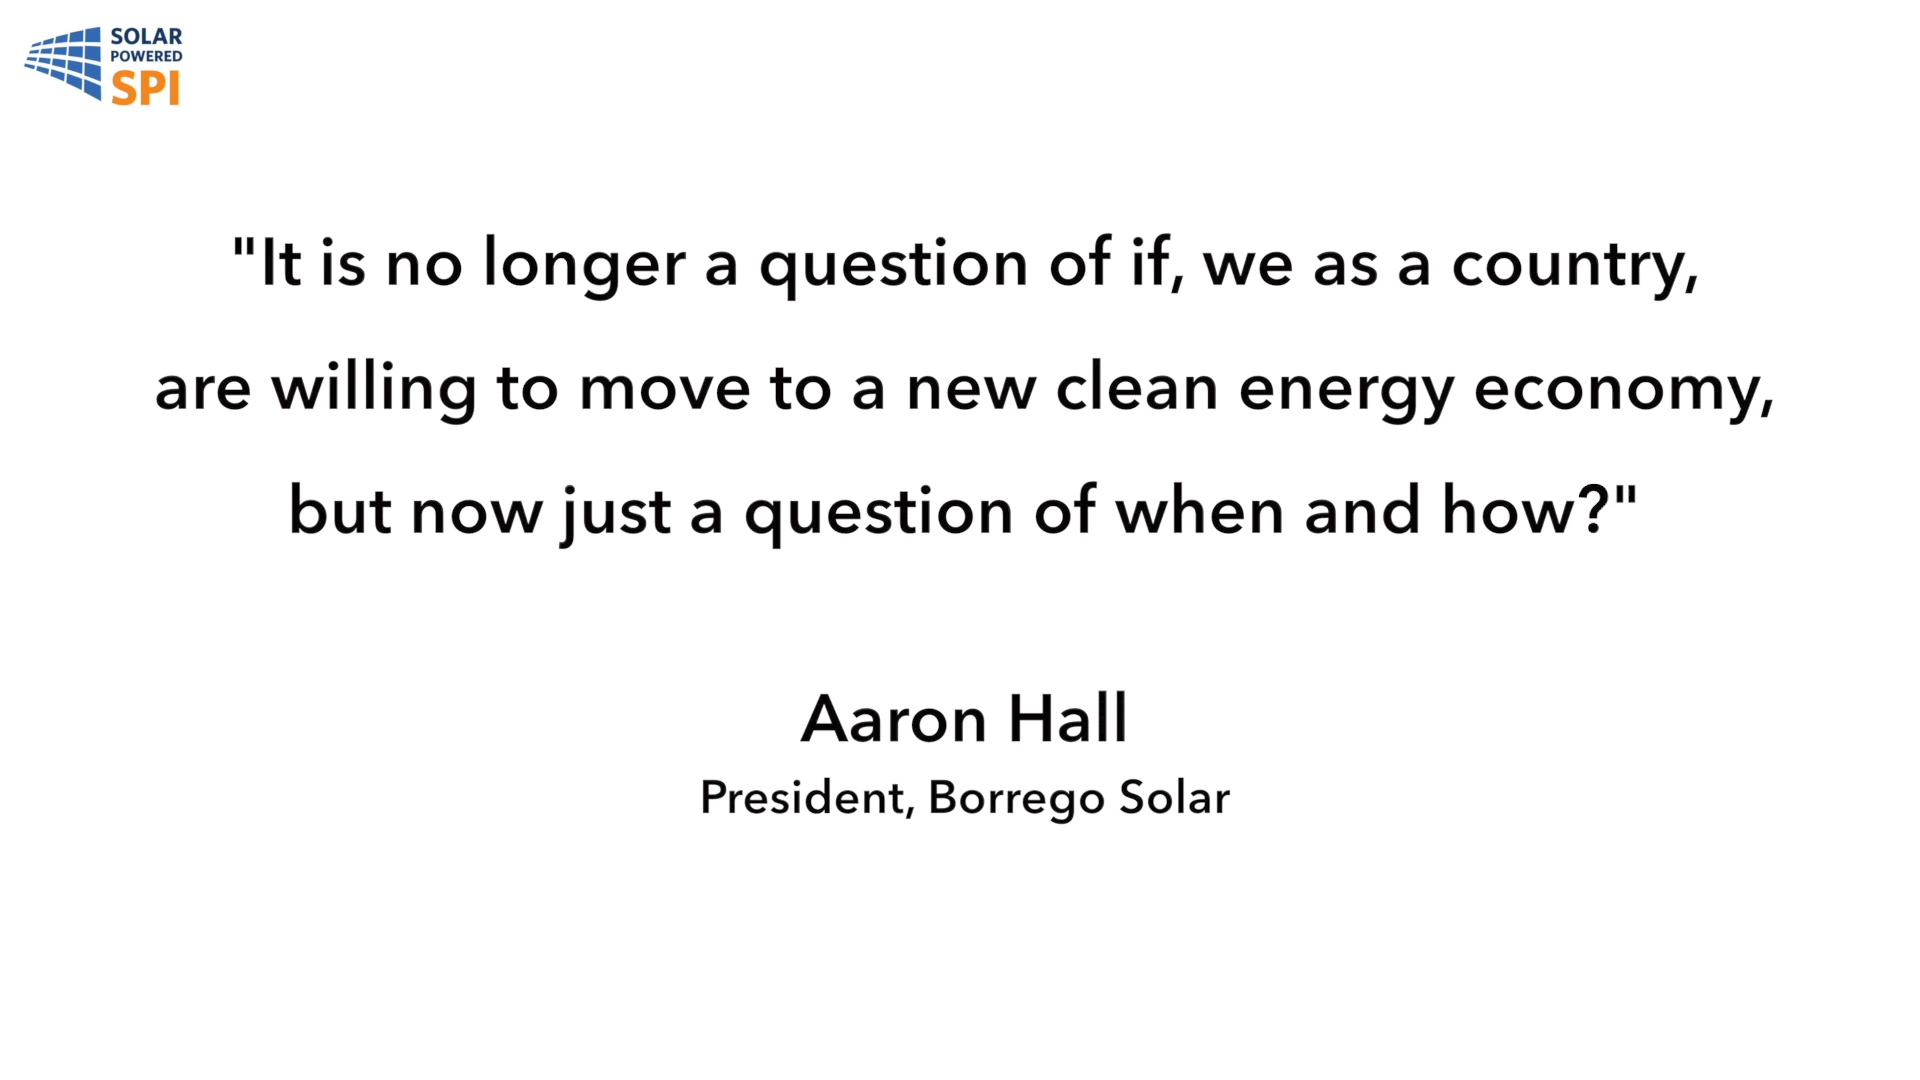 SOLAR
POWERED
SPI
"It is no longer a question of if, we as a country,
are willing to move to a new clean energy economy,
but now just a question of when and how?"
Aaron Hall
President, Borrego Solar